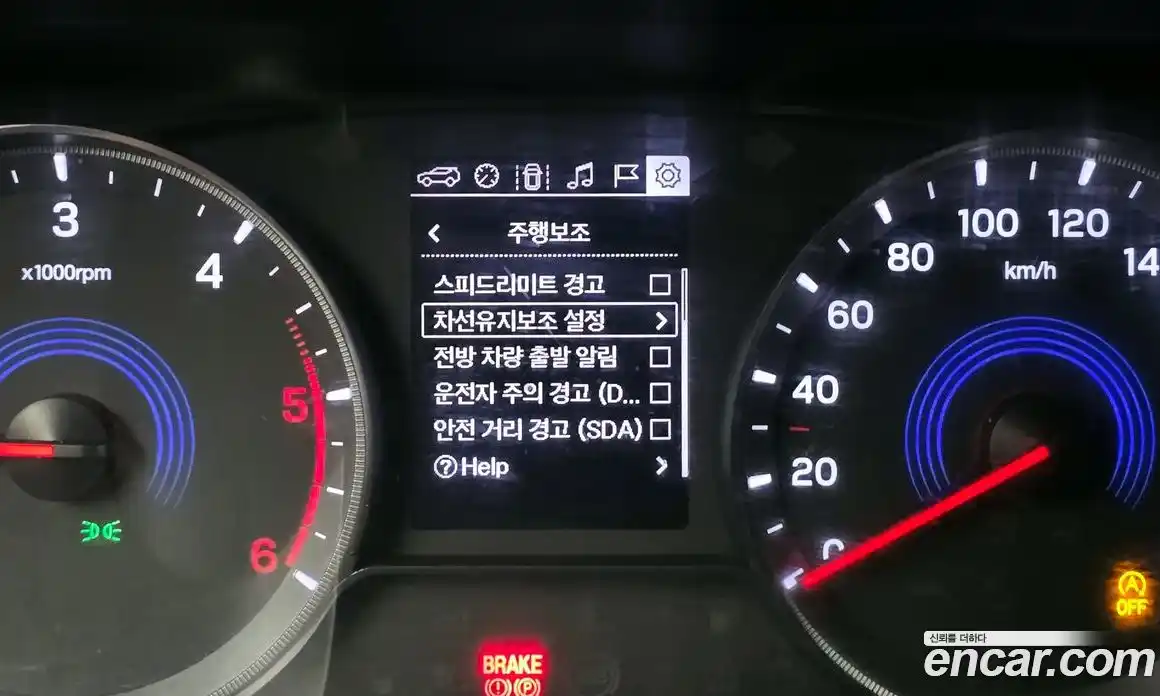 3
x1000rpm
4
5
6
주행보조
스피드리미트 경고
차선유지보조 설정
전방 차량 출발 알림
운전자 주의 경고 (D...
안전 거리 경고 (SDA)
?Help
BRAKE
(!) (P)
0
20
40
60
80
100
120
14
km/h
A
OFF
신뢰를 더하다
encar.com